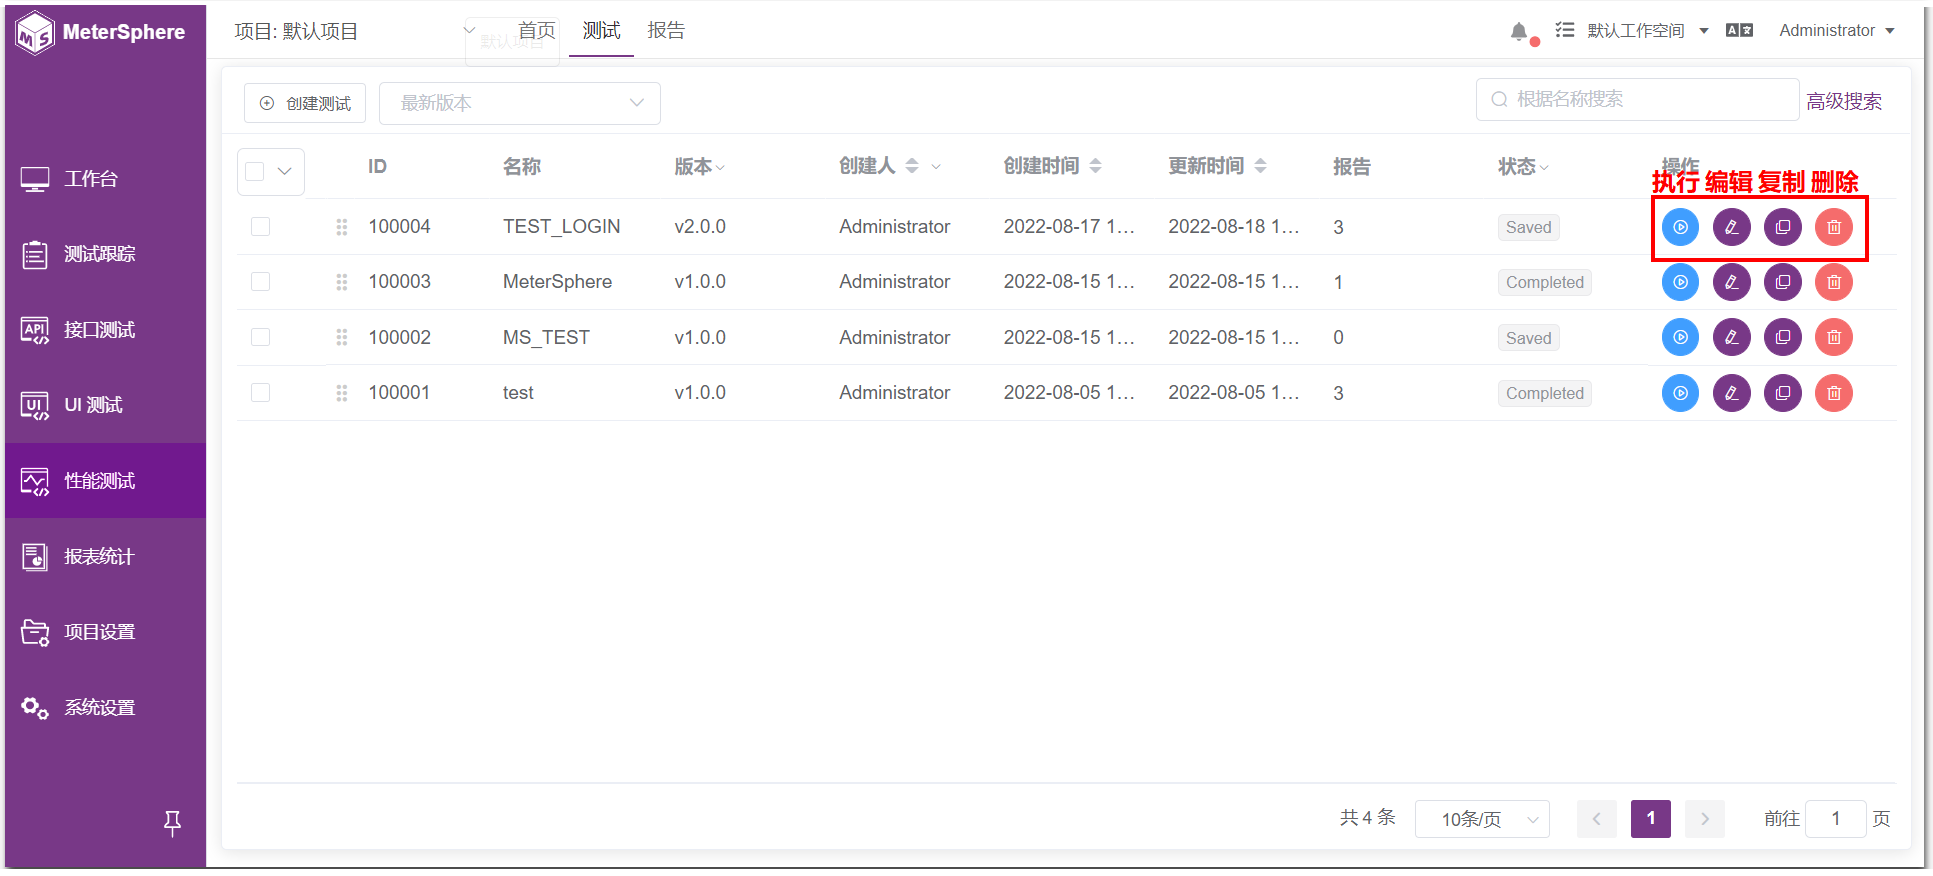 MeterSphere
项目: 默认项目
默认项目
首页
测试
报告
默认工作空间
Administrator
工作台
测试跟踪
API
接口测试
UI
UI 测试
性能测试
报表统计
项目设置
系统设置
创建测试
最新版本
根据名称搜索
高级搜索
ID 名称 版本 创建人 创建时间 更新时间 报告 状态 操作
执行 编辑 复制 删除
100004 TEST_LOGIN v2.0.0 Administrator 2022-08-17 1... 2022-08-18 1... 3 Saved
100003 MeterSphere v1.0.0 Administrator 2022-08-15 1... 2022-08-15 1... 1 Completed
100002 MS_TEST v1.0.0 Administrator 2022-08-15 1... 2022-08-15 1... 0 Saved
100001 test v1.0.0 Administrator 2022-08-05 1... 2022-08-05 1... 3 Completed
共 4 条 10条/页 1 前往 1 页